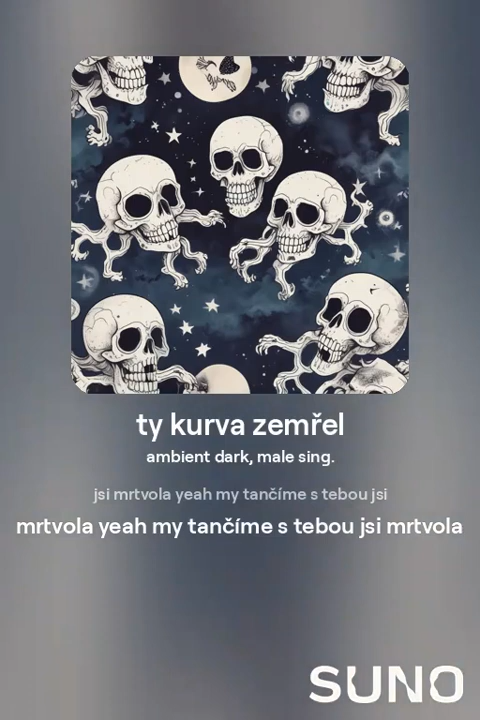 ty kurva zemřel
ambient dark, male sing.
jsi mrtvola yeah my tančíme s tebou jsi
mrtvola yeah my tančíme s tebou jsi mrtvola
SUNO